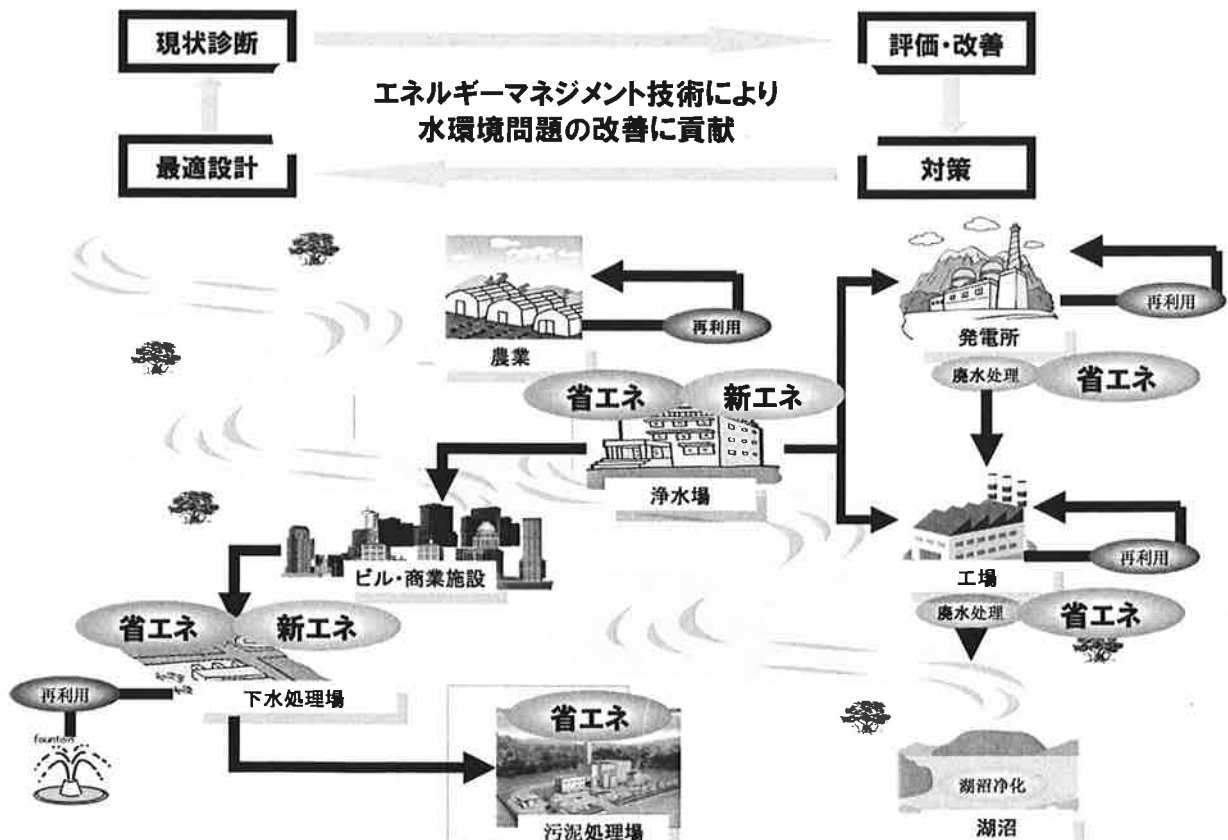 現状診断
評価・改善
エネルギーマネジメント技術により
水環境問題の改善に貢献
最適設計
対策
再利用
農業
再利用
発電所
省エネ
新エネ
廃水処理
省エネ
浄水場
ビル・商業施設
再利用
工場
省エネ
新エネ
廃水処理
省エネ
再利用
下水処理場
fountain
省エネ
汚泥処理場
湖沼浄化
湖沼